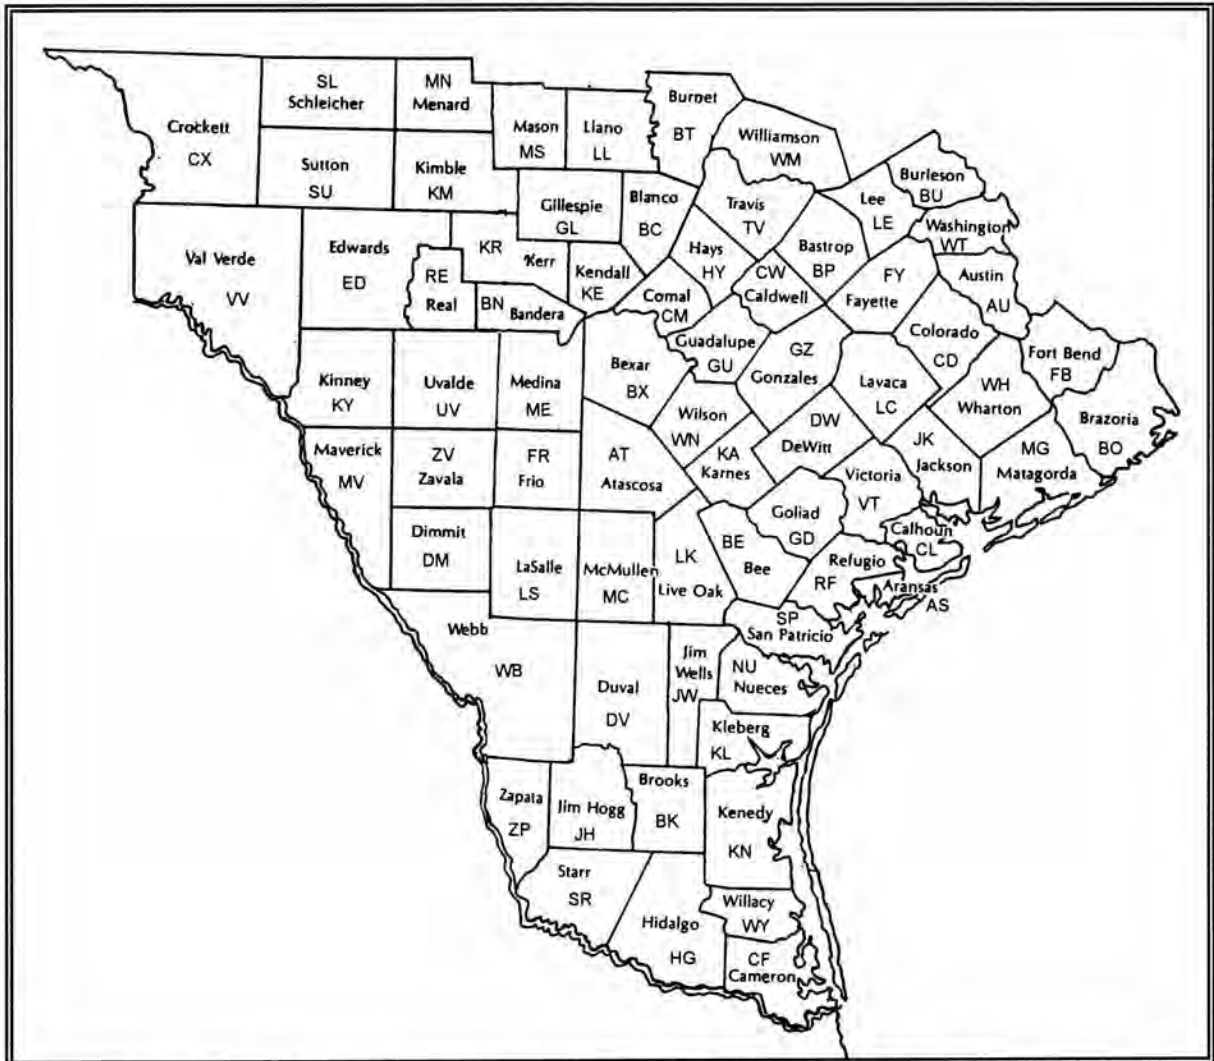 SL
Schleicher
MN
Menard
Crockett
CX
Sutton
SU
Kimble
KM
Mason
MS
Llano
LL
Burnet
BT
Williamson
WM
Burleson
BU
Lee
LE
Washington
WT
Gillespie
GL
Blanco
BC
Travis
TV
Hays
HY
Bastrop
BP
FY
Fayette
Austin
AU
Val Verde
VV
Edwards
ED
RE
Real
KR
Kerr
BN
Bandera
Kendall
KE
Comal
CM
CW
Caldwell
Guadalupe
GU
GZ
Gonzales
Colorado
CD
Fort Bend
FB
Kinney
KY
Uvalde
UV
Medina
ME
Bexar
BX
Wilson
WN
Lavaca
LC
WH
Wharton
Brazoria
BO
Maverick
MV
ZV
Zavala
FR
Frio
AT
Atascosa
KA
Karnes
DW
DeWitt
JK
Jackson
MG
Matagorda
Victoria
VT
Goliad
GD
Calhoun
CL
Dimmit
DM
LaSalle
LS
McMullen
MC
LK
Live Oak
BE
Bee
Refugio
RF
Aransas
AS
SP
San Patricio
Webb
WB
Duval
DV
Jim
Wells
JW
NU
Nueces
Kleberg
KL
Zapata
ZP
Jim Hogg
JH
Brooks
BK
Kenedy
KN
Starr
SR
Hidalgo
HG
Willacy
WY
CF
Cameron